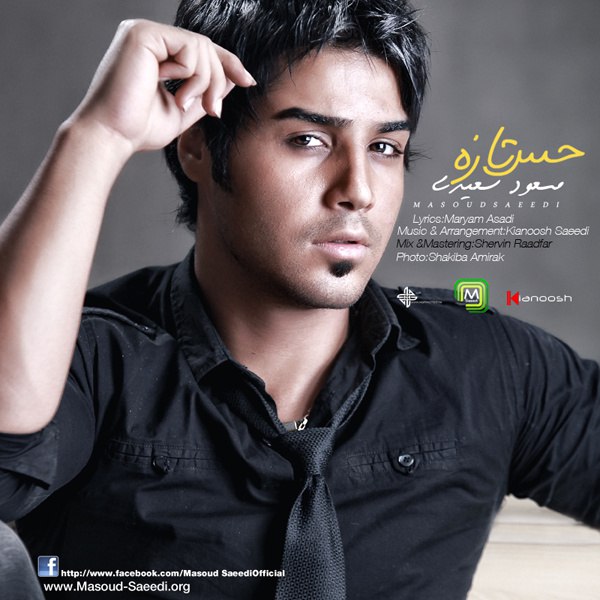 حس تازه
مسعود سعیدی
MASOUDSAEEDI
Lyrics:Maryam Asadi
Music & Arrangement:Kianoosh Saeedi
Mix &Mastering:Shervin Raadfar
Photo:Shakiba Amirak
M
Kianoosh
http://www.facebook.com/Masoud SaeediOfficial
www.Masoud-Saeedi.org